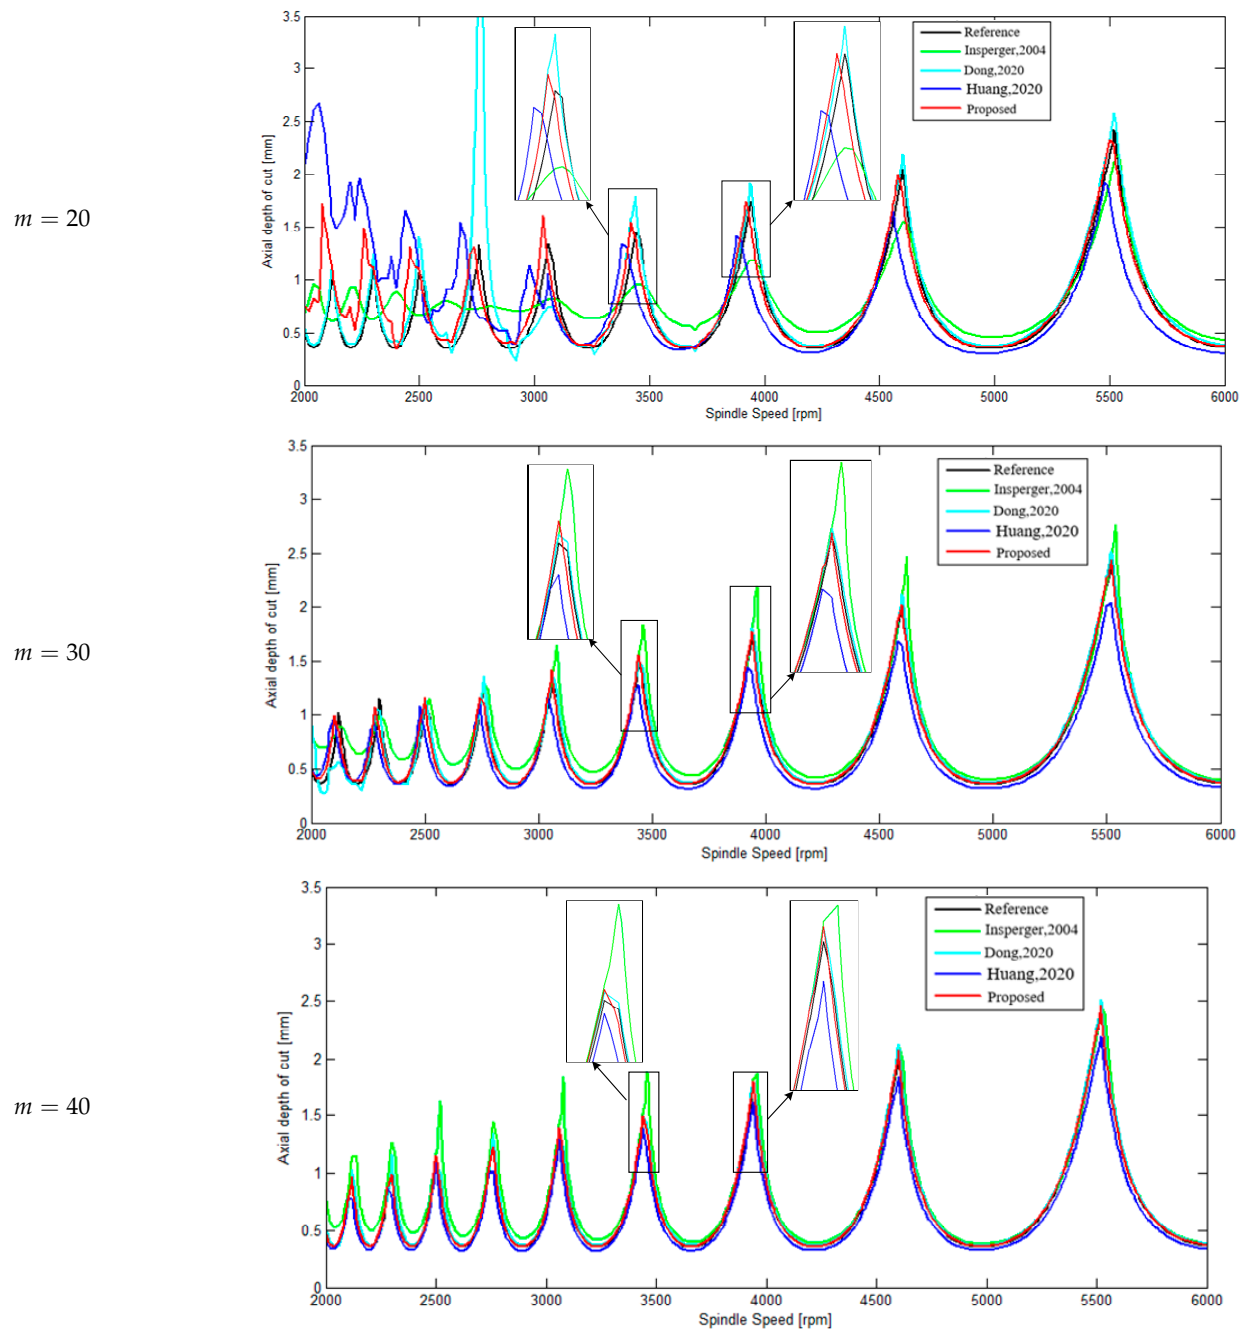 m = 20
3.5
3
2.5
2
1.5
1
0.5
0
Axial depth of cut [mm]
2000 2500 3000 3500 4000 4500 5000 5500 6000
Spindle Speed [rpm]
Reference
Insperger,2004
Dong,2020
Huang,2020
Proposed
m = 30
3.5
3
2.5
2
1.5
1
0.5
0
Axial depth of cut [mm]
2000 2500 3000 3500 4000 4500 5000 5500 6000
Spindle Speed [rpm]
Reference
Insperger,2004
Dong,2020
Huang,2020
Proposed
m = 40
3.5
3
2.5
2
1.5
1
0.5
0
Axial depth of cut [mm]
2000 2500 3000 3500 4000 4500 5000 5500 6000
Spindle Speed [rpm]
Reference
Insperger,2004
Dong,2020
Huang,2020
Proposed